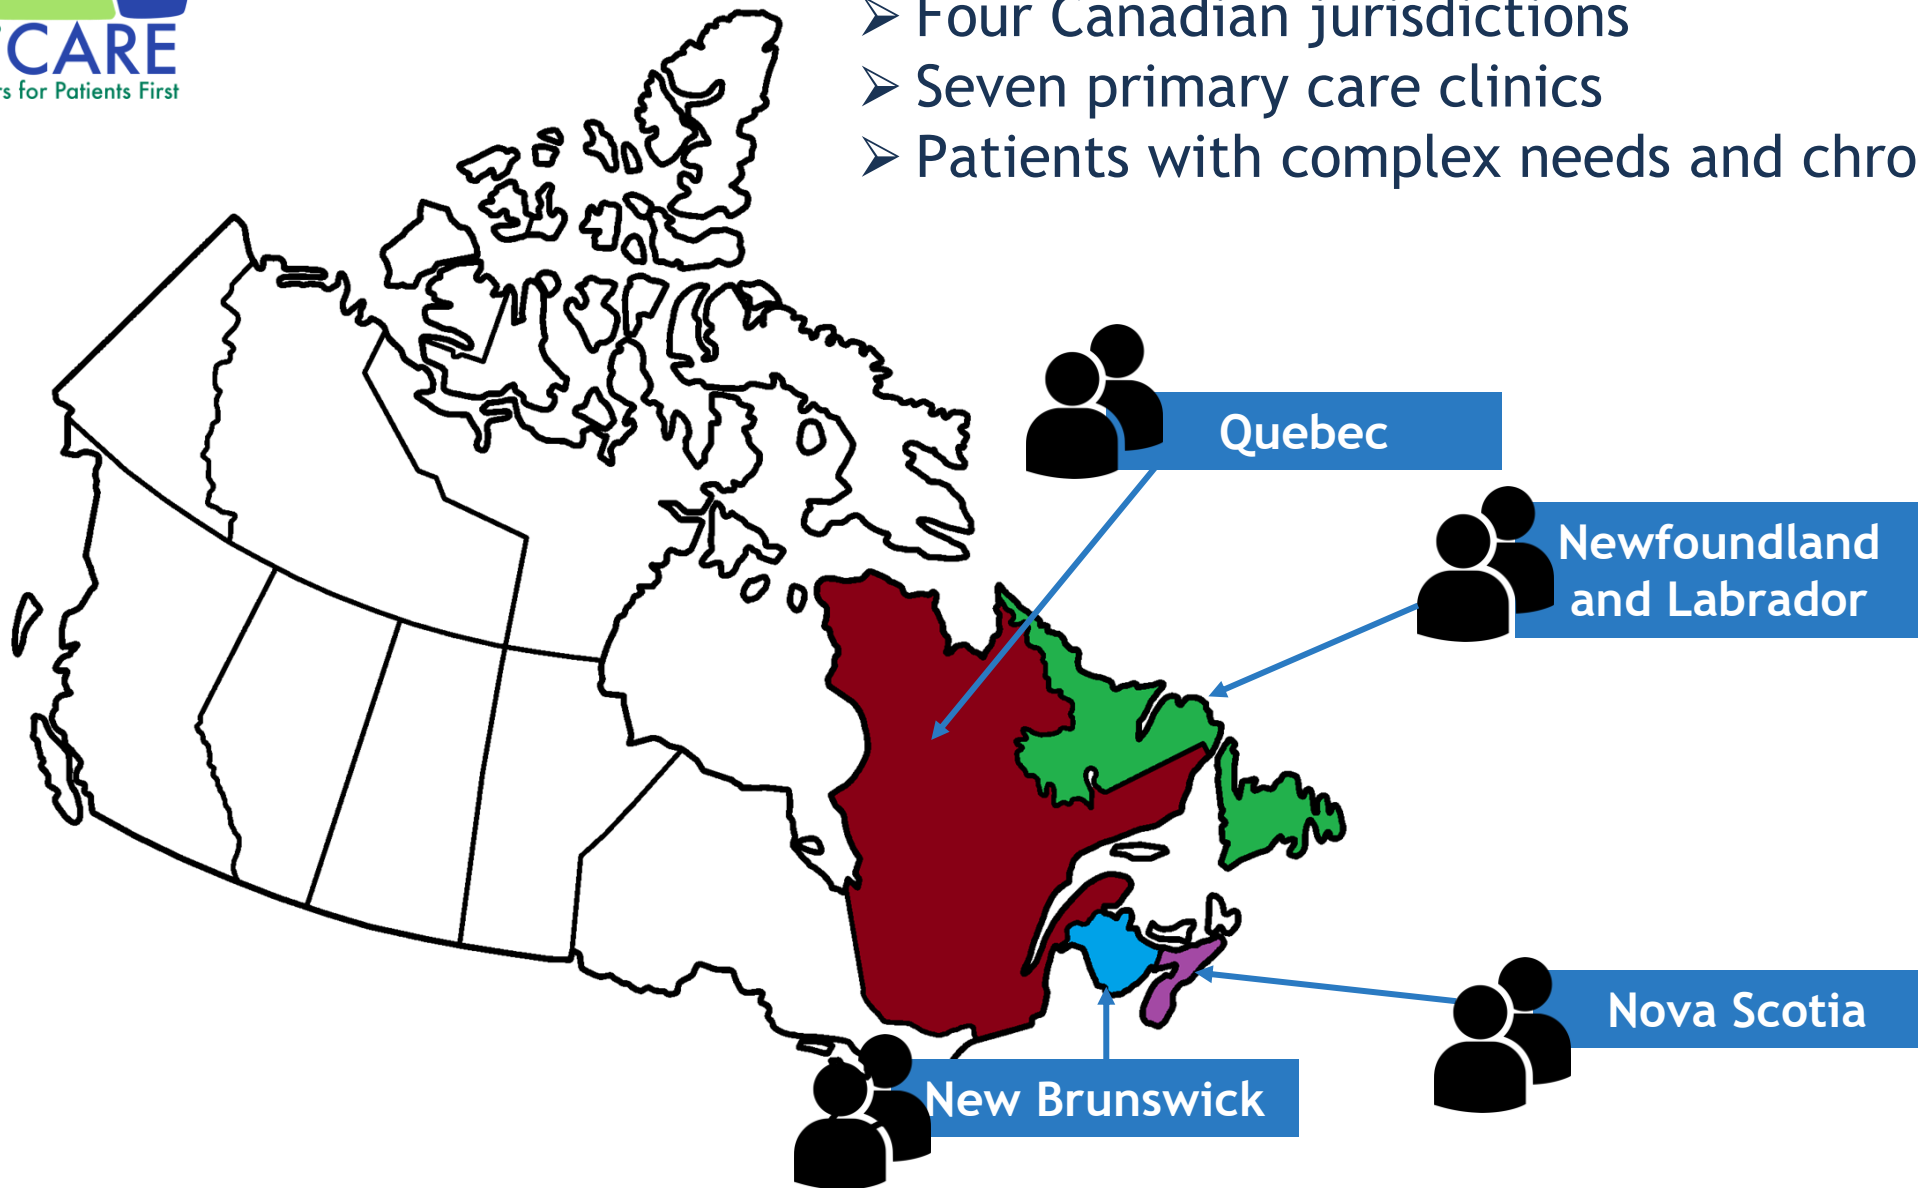 CARE
rs for Patients First
➢ Four Canadian jurisdictions
➢ Seven primary care clinics
➢ Patients with complex needs and chro
Quebec
Newfoundland
and Labrador
Nova Scotia
New Brunswick